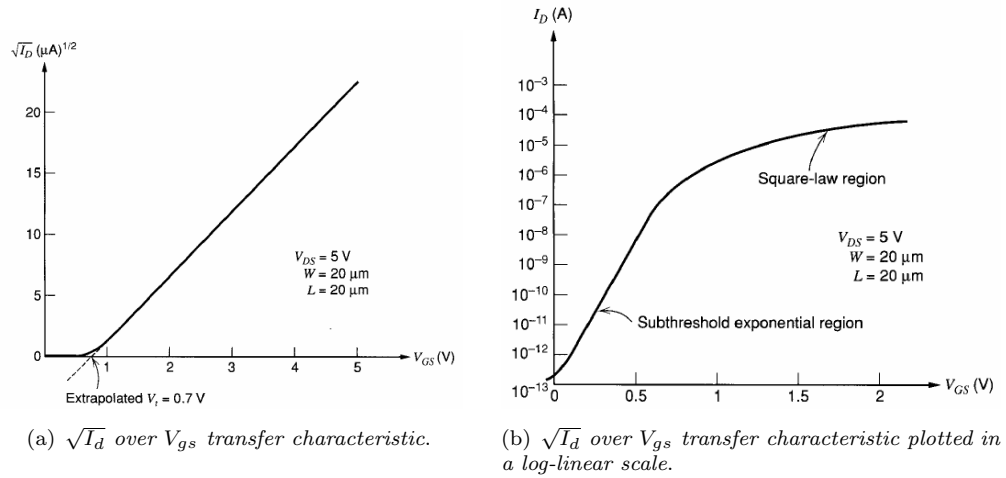 √I_D (μA)^1/2
20
15
10
5
0
1
2
3
4
5
V_GS (V)
V_DS = 5 V
W = 20 μm
L = 20 μm
Extrapolated V_t = 0.7 V
(a) √I_d over V_gs transfer characteristic.
I_D (A)
10^−3
10^−4
10^−5
10^−6
10^−7
10^−8
10^−9
10^−10
10^−11
10^−12
10^−13
0
0.5
1
1.5
2
V_GS (V)
Square-law region
V_DS = 5 V
W = 20 μm
L = 20 μm
Subthreshold exponential region
(b) √I_d over V_gs transfer characteristic plotted in
a log-linear scale.